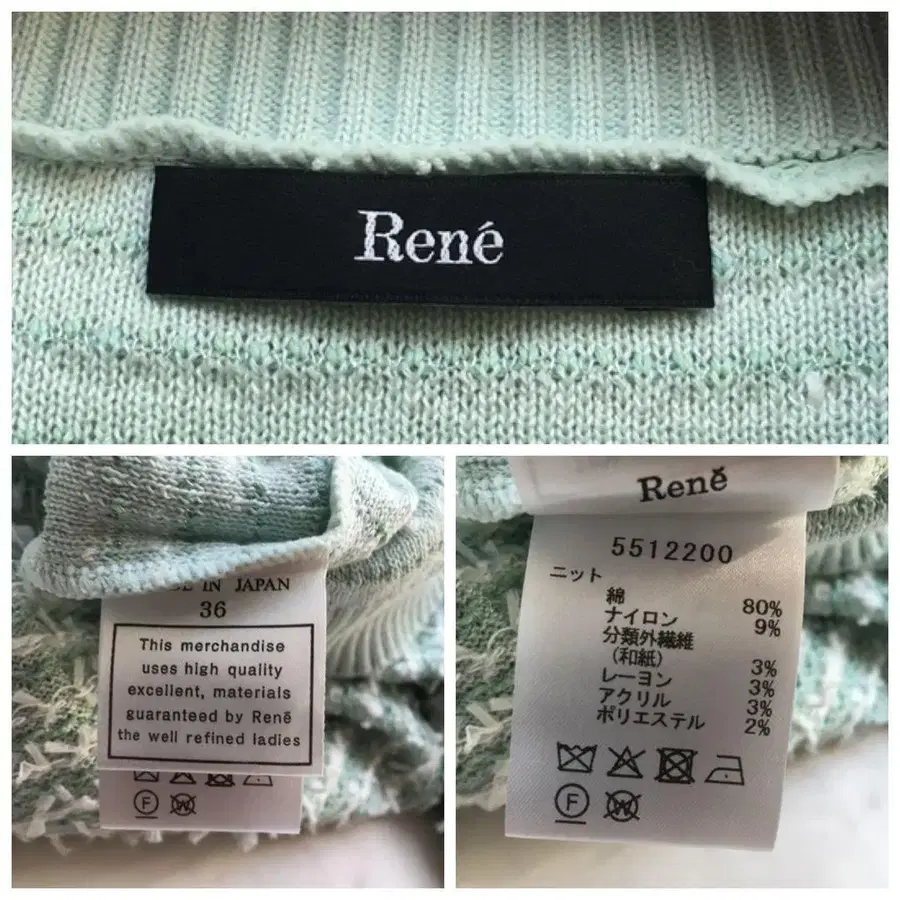 René
IN JAPAN
36
This merchandise
uses high quality
excellent, materials
guaranteed by Renē
the well refined ladies
F
W
René
5512200
ニット
綿 80%
ナイロン 9%
分類外繊維
(和紙) 3%
レーヨン 3%
アクリル 3%
ポリエステル 2%
F
W